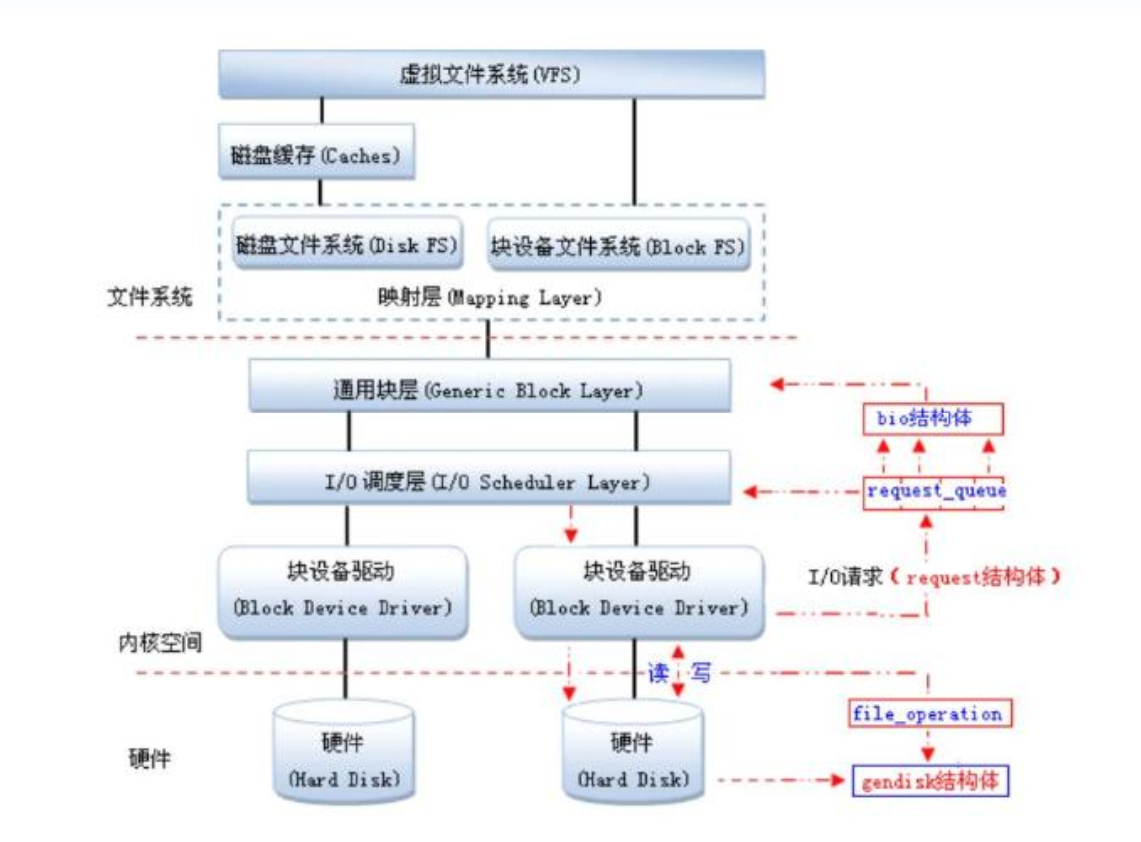 虚拟文件系统(VFS)
磁盘缓存(Caches)
磁盘文件系统(Disk FS)
块设备文件系统(Block FS)
文件系统
映射层(Mapping Layer)
通用块层(Generic Block Layer)
bio结构体
I/O 调度层(I/O Scheduler Layer)
request_queue
块设备驱动
(Block Device Driver)
块设备驱动
(Block Device Driver)
I/O请求(request结构体)
内核空间
读 写
file_operation
硬件
硬件
(Hard Disk)
硬件
(Hard Disk)
gendisk结构体